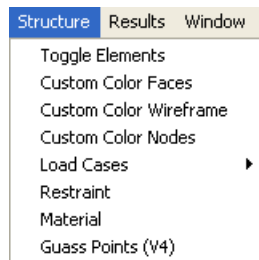 Structure Results Window
Toggle Elements
Custom Color Faces
Custom Color Wireframe
Custom Color Nodes
Load Cases
Restraint
Material
Guass Points (V4)